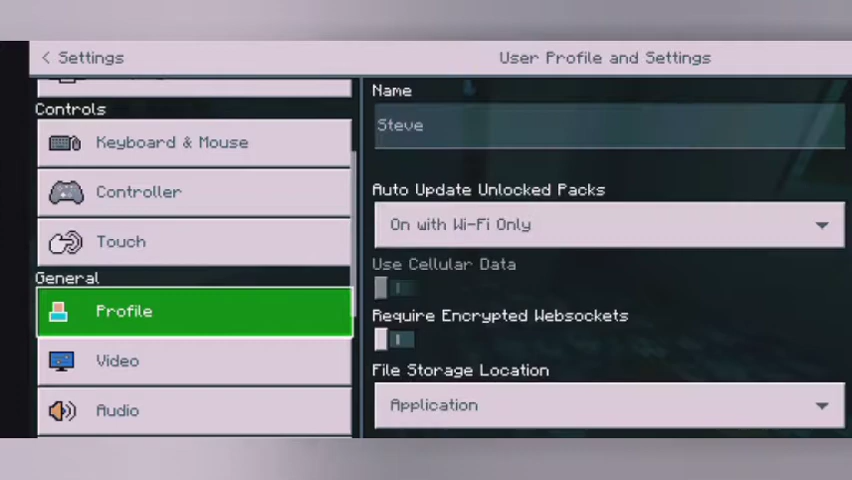 Settings
User Profile and Settings
Controls
Keyboard & Mouse
Controller
Touch
General
Profile
Video
Audio
Name
Steve
Auto Update Unlocked Packs
On with Wi-Fi Only
Use Cellular Data
Require Encrypted Websockets
File Storage Location
Application